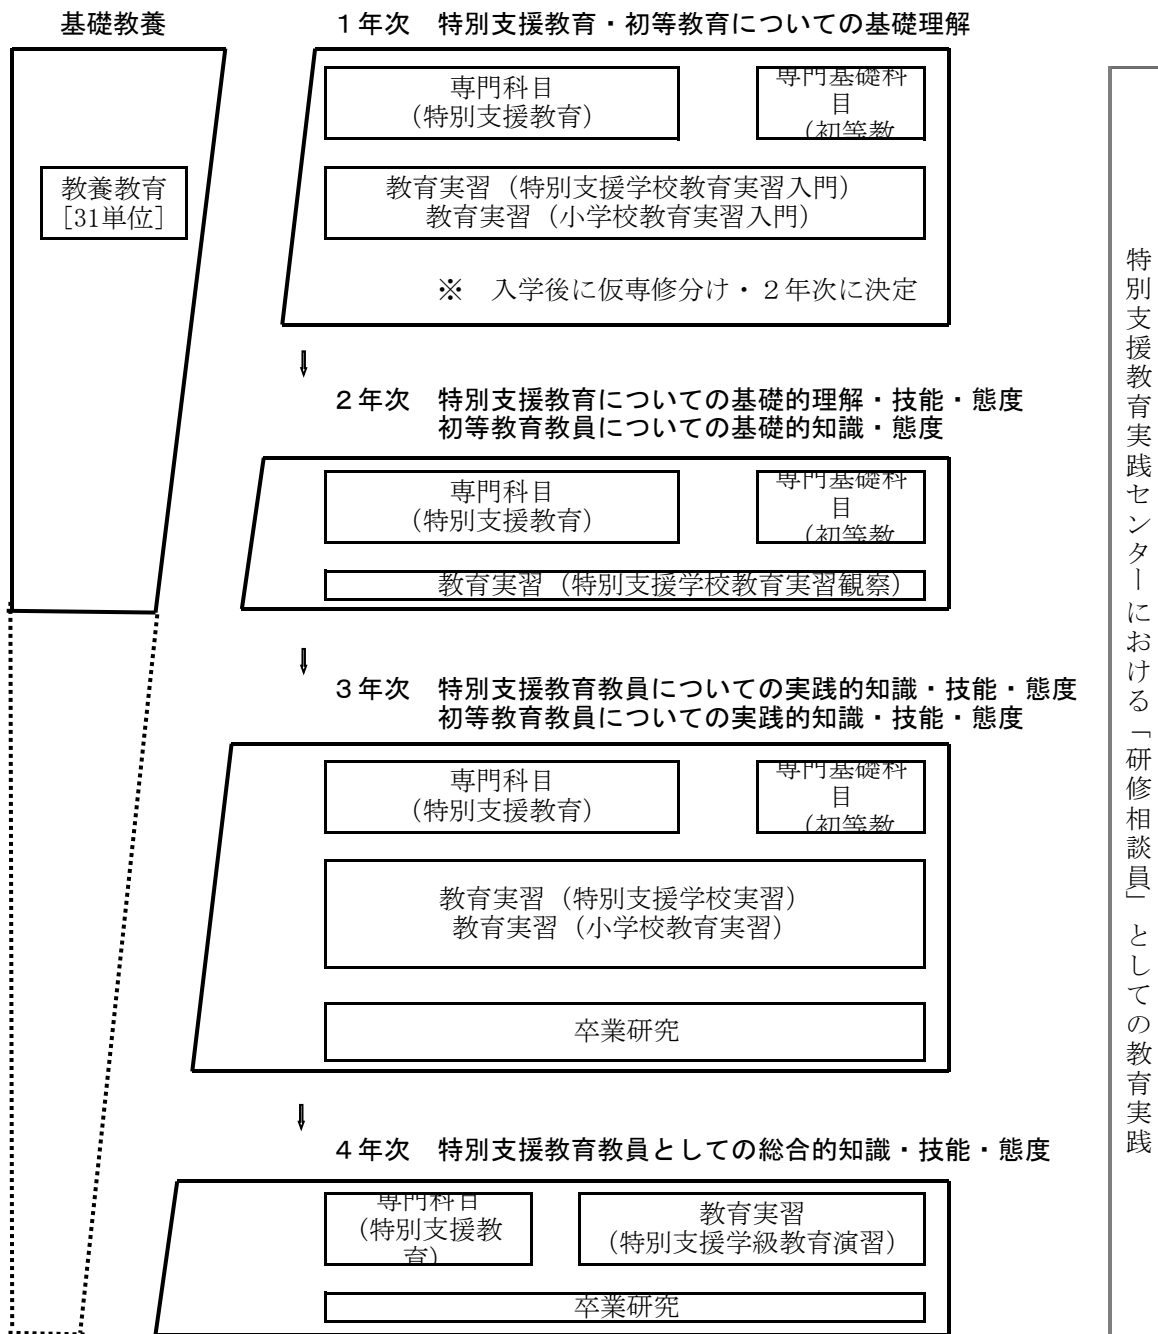 基礎教養
1年次　特別支援教育・初等教育についての基礎理解
専門科目
（特別支援教育）
専門基礎科
目
（初等教
教養教育
［31単位］
教育実習（特別支援学校教育実習入門）
教育実習（小学校教育実習入門）
※　入学後に仮専修分け・２年次に決定
⇓
２年次　特別支援教育についての基礎的理解・技能・態度
初等教育教員についての基礎的知識・態度
専門科目
（特別支援教育）
専門基礎科
目
（初等教
教育実習（特別支援学校教育実習観察）
⇓
３年次　特別支援教育教員についての実践的知識・技能・態度
初等教育教員についての実践的知識・技能・態度
専門科目
（特別支援教育）
専門基礎科
目
（初等教
教育実習（特別支援学校実習）
教育実習（小学校教育実習）
卒業研究
⇓
４年次　特別支援教育教員としての総合的知識・技能・態度
専門科目
（特別支援教
育）
教育実習
（特別支援学級教育演習）
卒業研究
特別支援教育実践センターにおける「研修相談員」としての教育実践